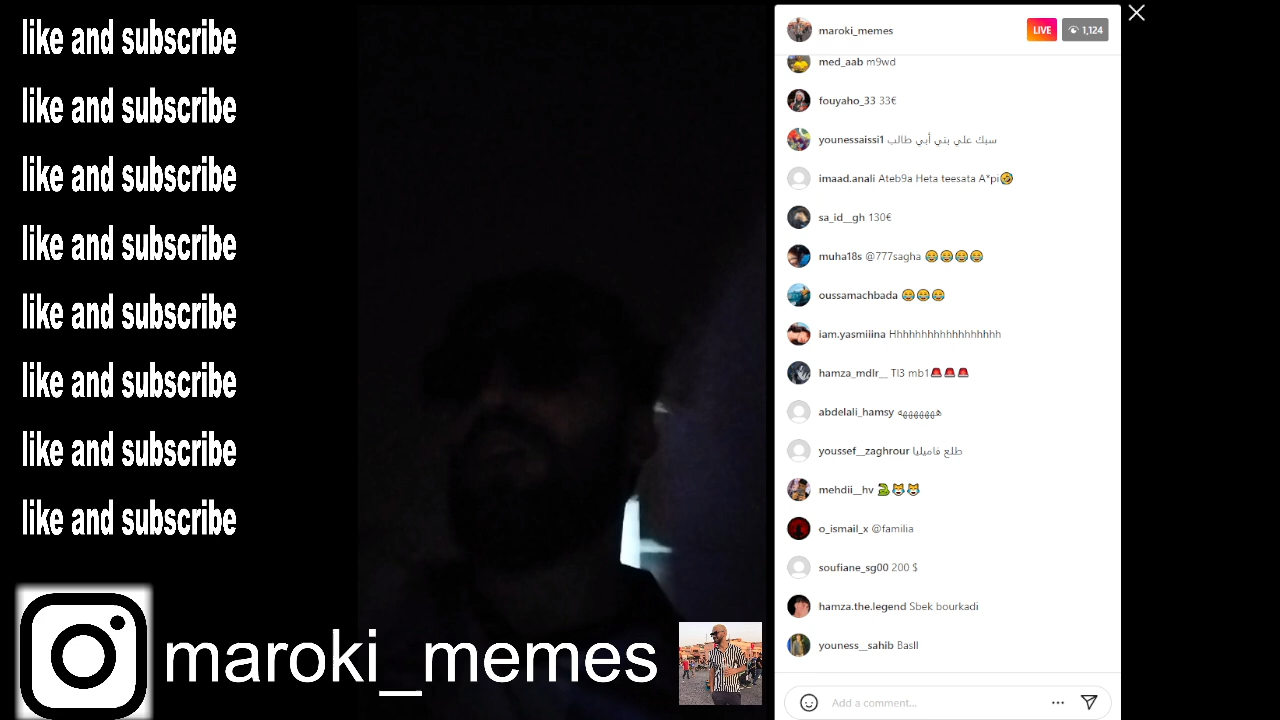 like and subscribe
like and subscribe
like and subscribe
like and subscribe
like and subscribe
like and subscribe
like and subscribe
like and subscribe
maroki_memes
maroki_memes LIVE 1,124
med_aab m9wd
fouyaho_33 33€
younessaissi1 سبك علي بتي أبي طالب
imaad.anali Ateb9a Heta teesata A*pi🤣
sa_id__gh 130€
muha18s @777sagha 😂😂😂😂
oussamachbada 😂😂😂
iam.yasmiiina Hhhhhhhhhhhhhhhhh
hamza_mdlr__ Tl3 mb1🚨🚨🚨
abdelali_hamsy ههههههههه
youssef__zaghrour طلع فاميليا
mehdii__hv 🐍😹😹
o_ismail_x @familia
soufiane_sg00 200 $
hamza.the.legend Sbek bourkadi
youness__sahib Basll
Add a comment...